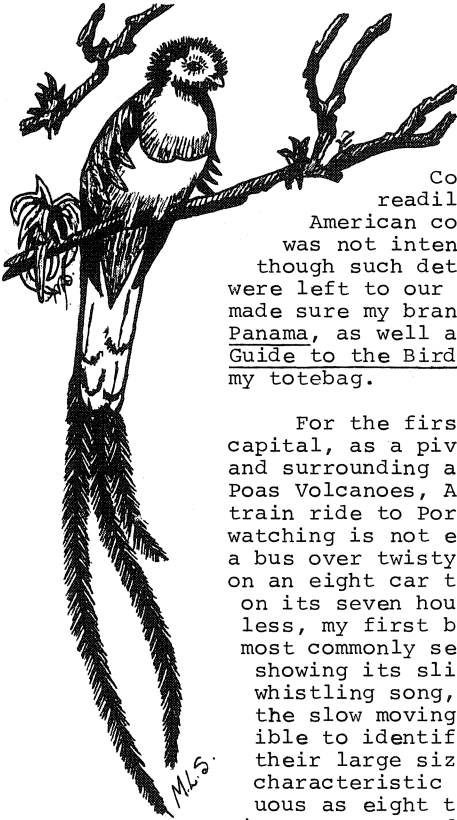 Co
readil
American co
was not inten
though such det
were left to our
made sure my bran
Panama, as well a
Guide to the Bird
my totebag.
For the firs
capital, as a piv
and surrounding a
Poas Volcanoes, A
train ride to Por
watching is not e
a bus over twisty
on an eight car t
on its seven hou
less, my first b
most commonly se
showing its sli
whistling song,
the slow moving
ible to identif
their large siz
characteristic
uous as eight t
M.L.S.